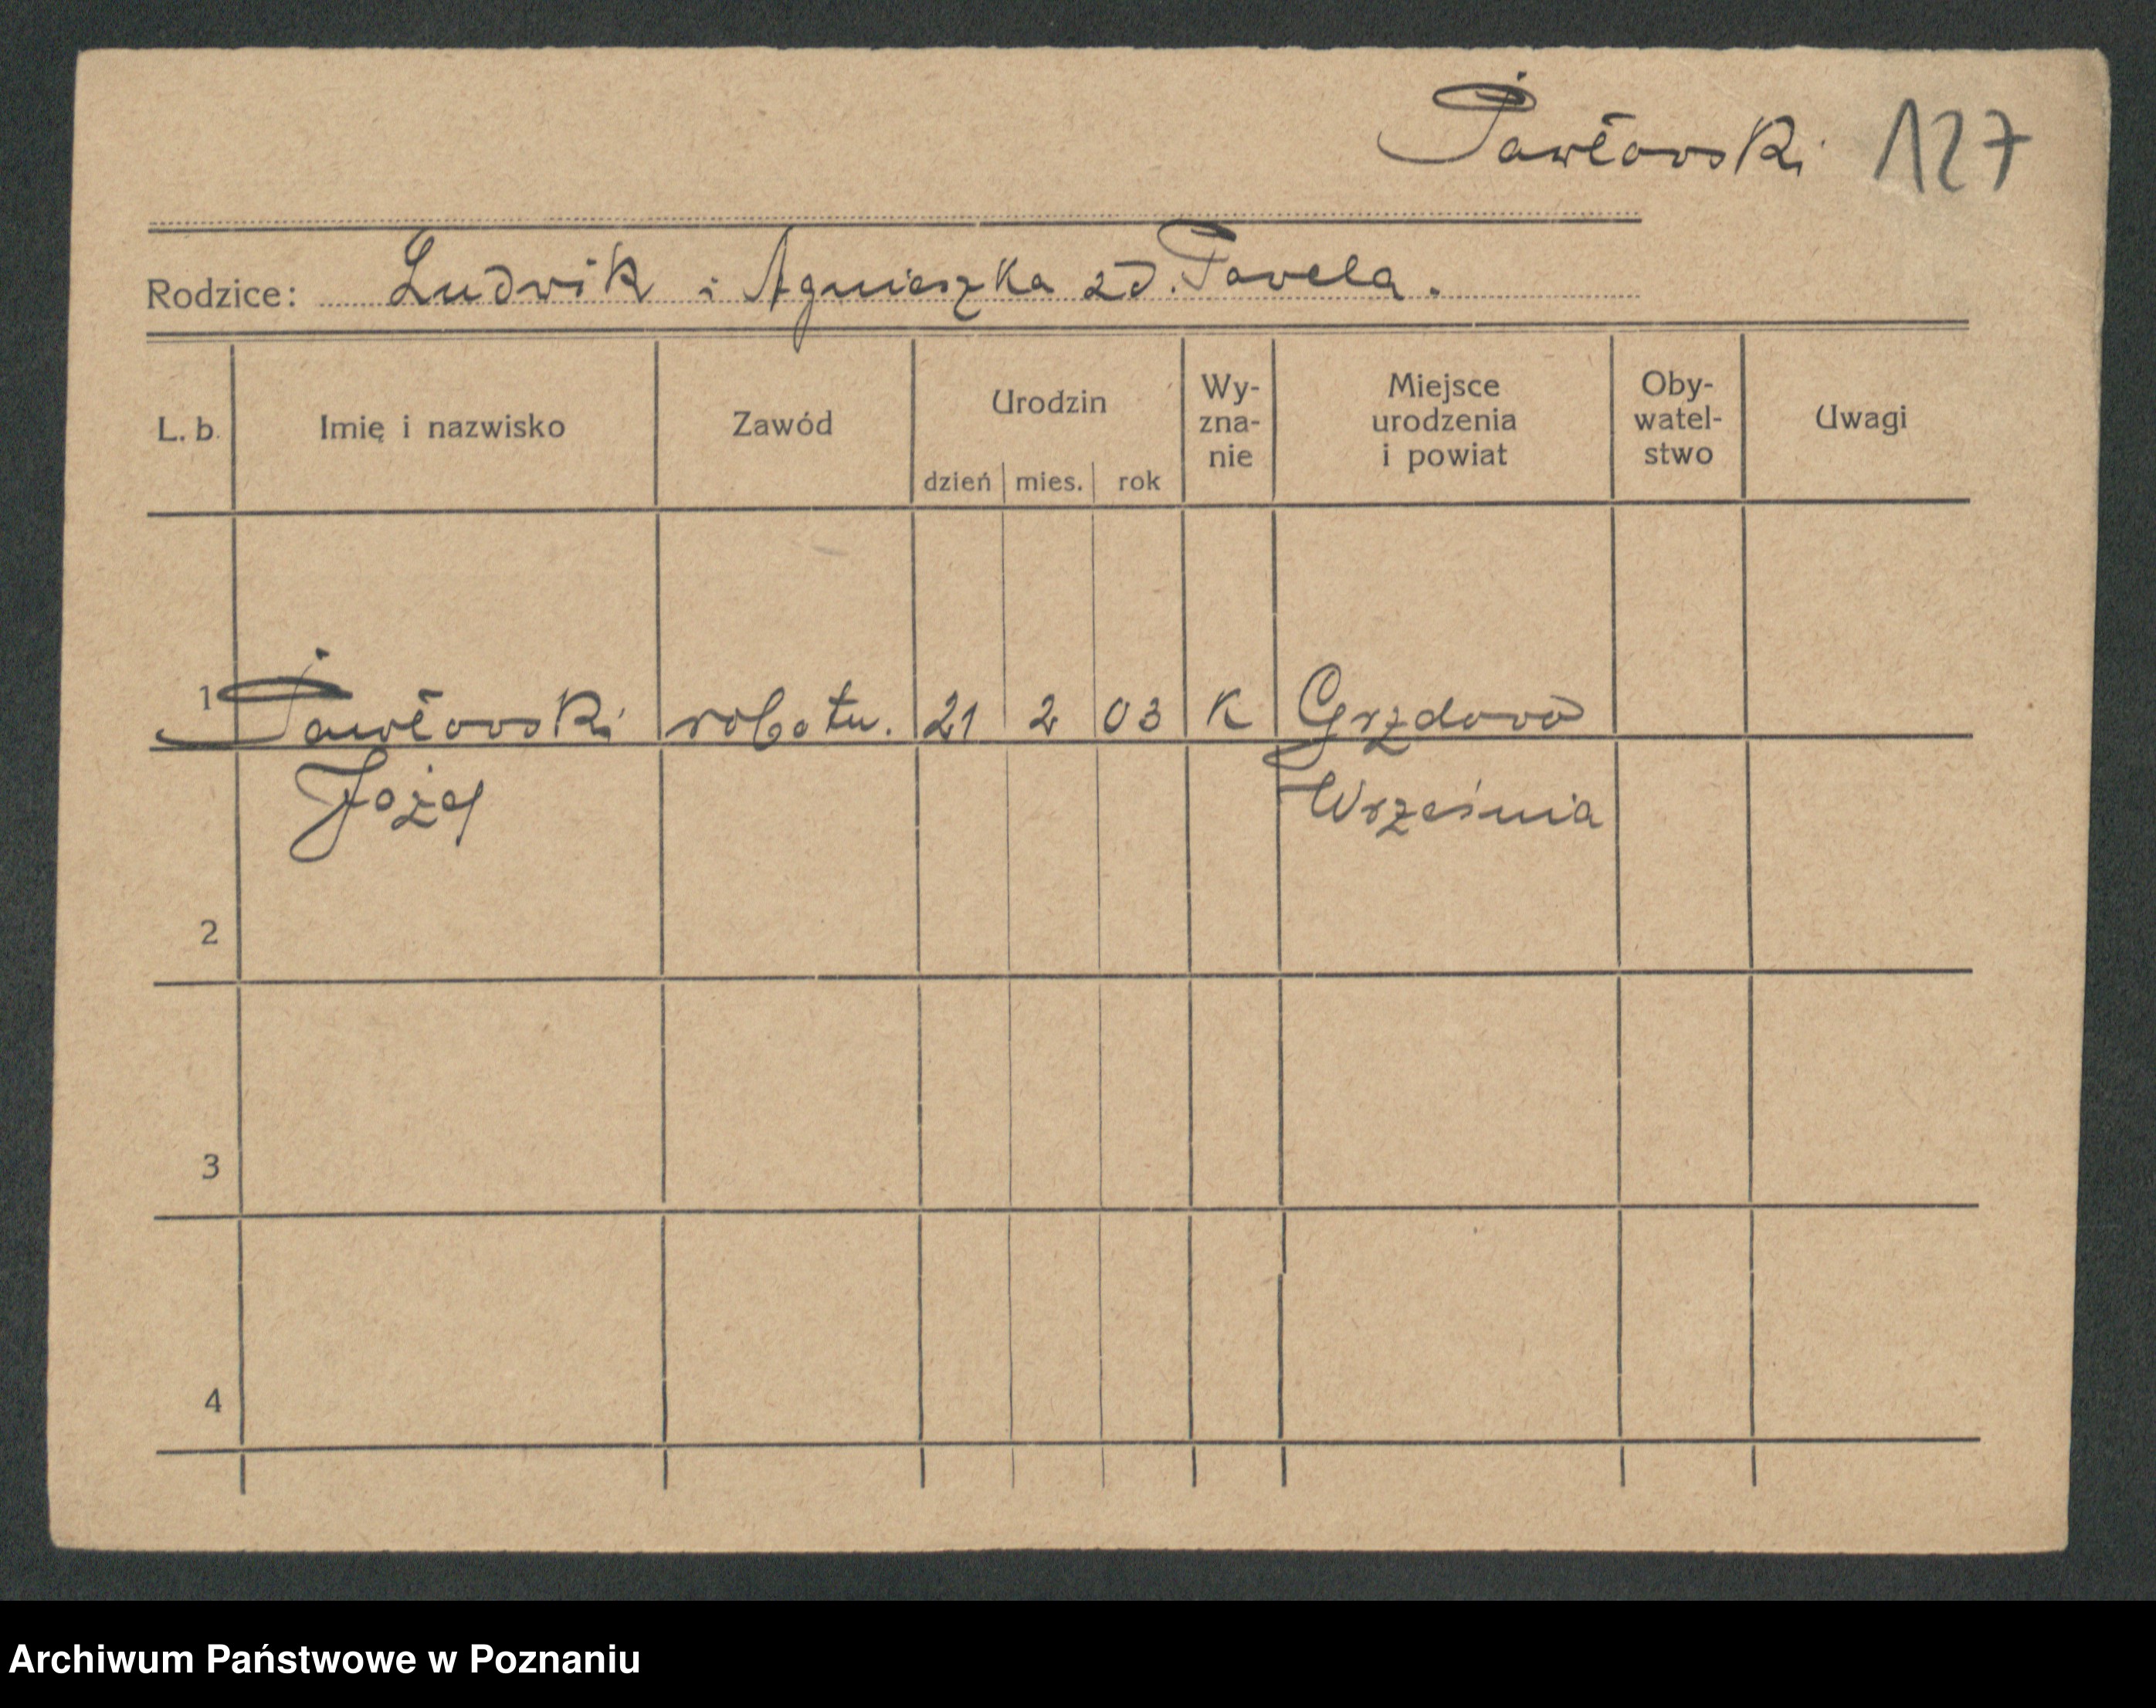 Pawłowski 127
Rodzice: Ludwik i Agnieszka zd. Pawela.
L. b. Imię i nazwisko Zawód Urodzin dzień mies. rok Wy-zna-nie Miejsce urodzenia i powiat Oby-watel-stwo Uwagi
1 Pawłowski robotn. 21 2 03 K Grzdowo
Józef Września
2
3
4
Archiwum Państwowe w Poznaniu